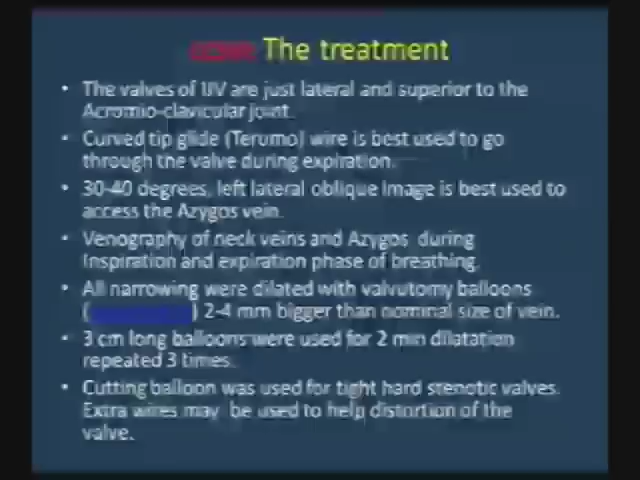 The treatment
• The valves of IJV are just lateral and superior to the
Acromio-clavicular joint.
• Curved tip glide (Terumo) wire is best used to go
through the valve during expiration.
• 30-40 degrees, left lateral oblique Image is best used to
access the Azygos vein.
• Venography of neck veins and Azygos during
Inspiration and expiration phase of breathing.
• All narrowing were dilated with valvutomy balloons
( ) 2-4 mm bigger than nominal size of vein.
• 3 cm long balloons were used for 2 min dilatation
repeated 3 times.
• Cutting balloon was used for tight hard stenotic valves.
Extra wires may be used to help distortion of the
valve.